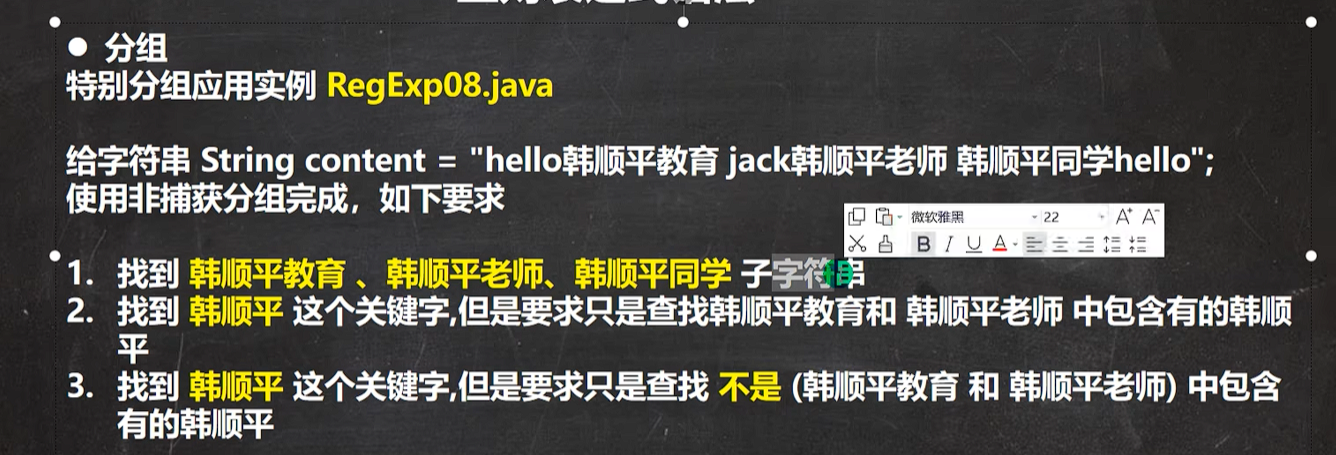 ● 分组
特别分组应用实例 RegExp08.java
给字符串 String content = "hello韩顺平教育 jack韩顺平老师 韩顺平同学hello";
使用非捕获分组完成，如下要求
微软雅黑 22 A⁺ A⁻
B I U A
1. 找到 韩顺平教育 、韩顺平老师、韩顺平同学 子字符串
2. 找到 韩顺平 这个关键字,但是要求只是查找韩顺平教育和 韩顺平老师 中包含有的韩顺
平
3. 找到 韩顺平 这个关键字,但是要求只是查找 不是 (韩顺平教育 和 韩顺平老师) 中包含
有的韩顺平